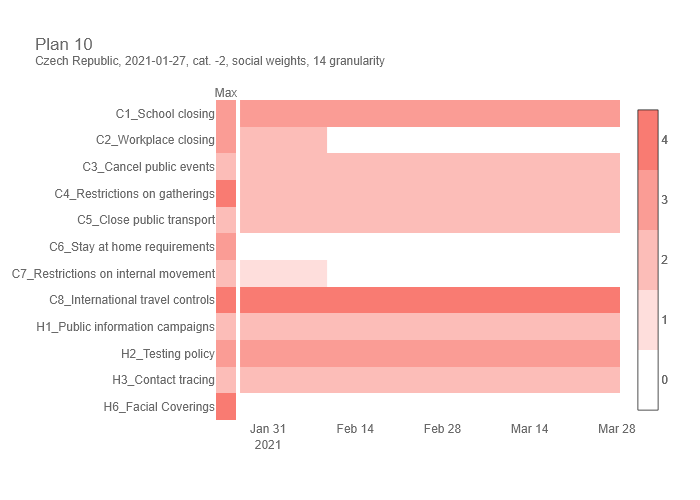 Plan 10
Czech Republic, 2021-01-27, cat. -2, social weights, 14 granularity
Max
C1_School closing
C2_Workplace closing
C3_Cancel public events
C4_Restrictions on gatherings
C5_Close public transport
C6_Stay at home requirements
C7_Restrictions on internal movement
C8_International travel controls
H1_Public information campaigns
H2_Testing policy
H3_Contact tracing
H6_Facial Coverings
4
3
2
1
0
Jan 31 Feb 14 Feb 28 Mar 14 Mar 28
2021